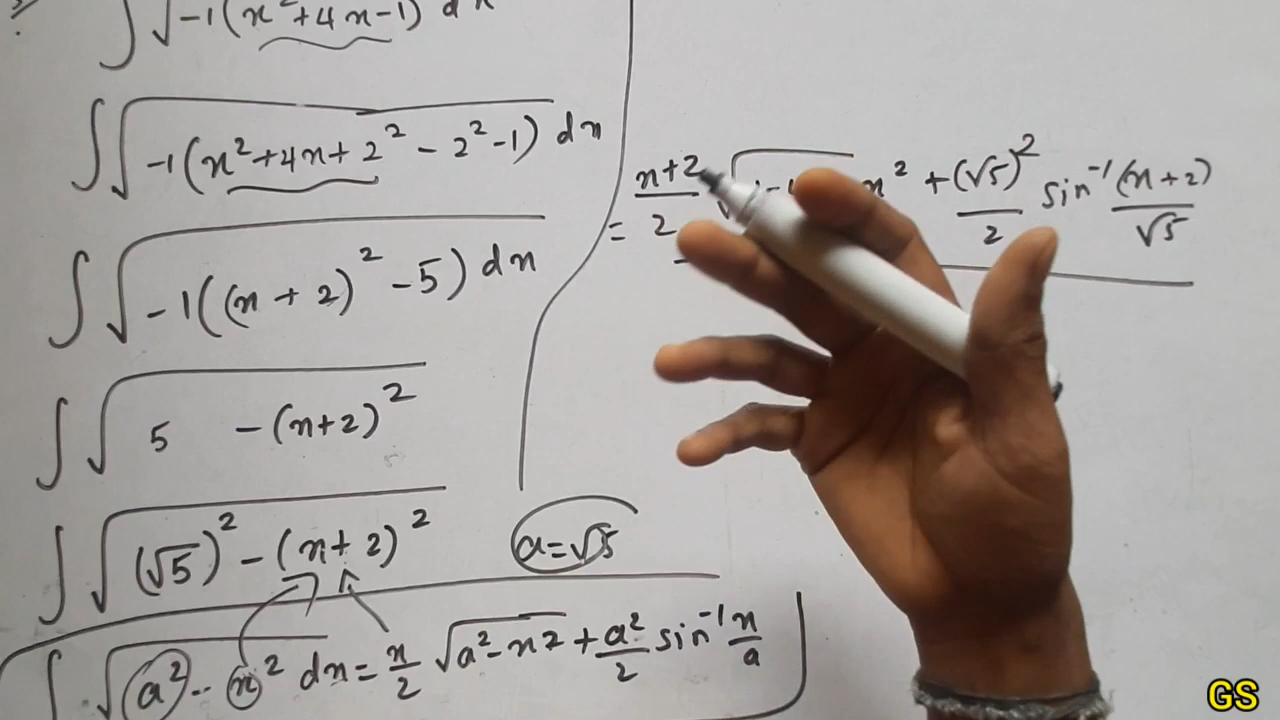 ∫ √-1(x²+4x-1) dx
∫ √-1(x²+4x+2²-2²-1) dx
∫ √-1((x+2)²-5) dx
∫ √5 -(x+2)²
∫ √(√5)²-(x+2)²
a=√5
∫ √a²-x² dx = x/2 √a²-x² + a²/2 sin⁻¹ x/a
= x+2/2 √ x² + (√5)²/2 sin⁻¹ (x+2)/√5
GS